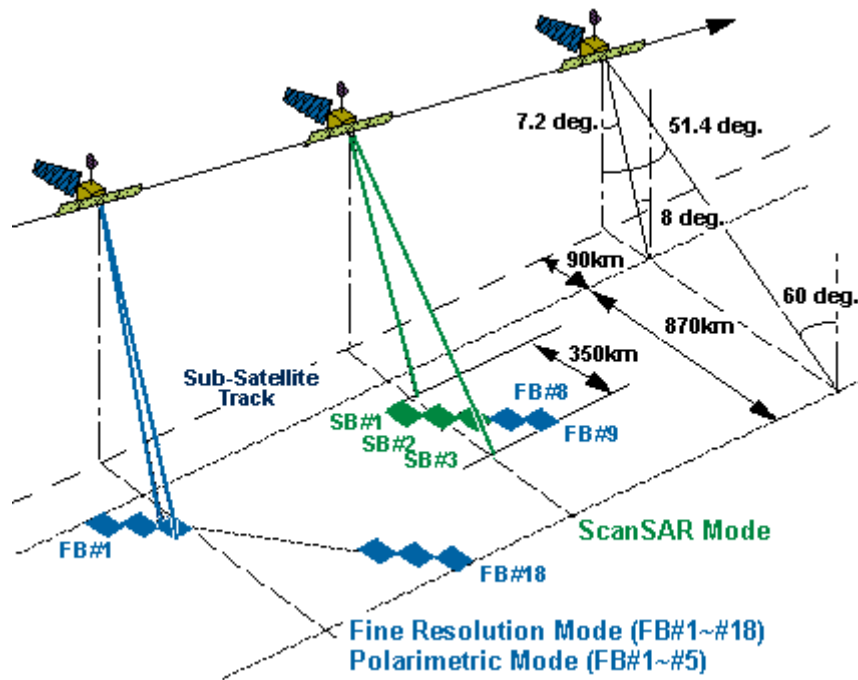 7.2 deg.
51.4 deg.
8 deg.
90km
60 deg.
870km
350km
Sub-Satellite
Track
FB#8
SB#1
SB#2
FB#9
SB#3
ScanSAR Mode
FB#1
FB#18
Fine Resolution Mode (FB#1~#18)
Polarimetric Mode (FB#1~#5)